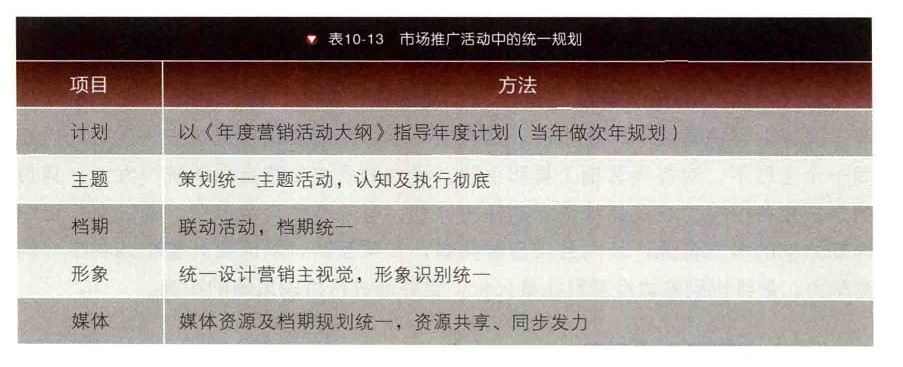 ▼ 表10-13 市场推广活动中的统一规划
项目 方法
计划 以《年度营销活动大纲》指导年度计划（当年做次年规划）
主题 策划统一主题活动，认知及执行彻底
档期 联动活动，档期统一
形象 统一设计营销主视觉，形象识别统一
媒体 媒体资源及档期规划统一，资源共享、同步发力